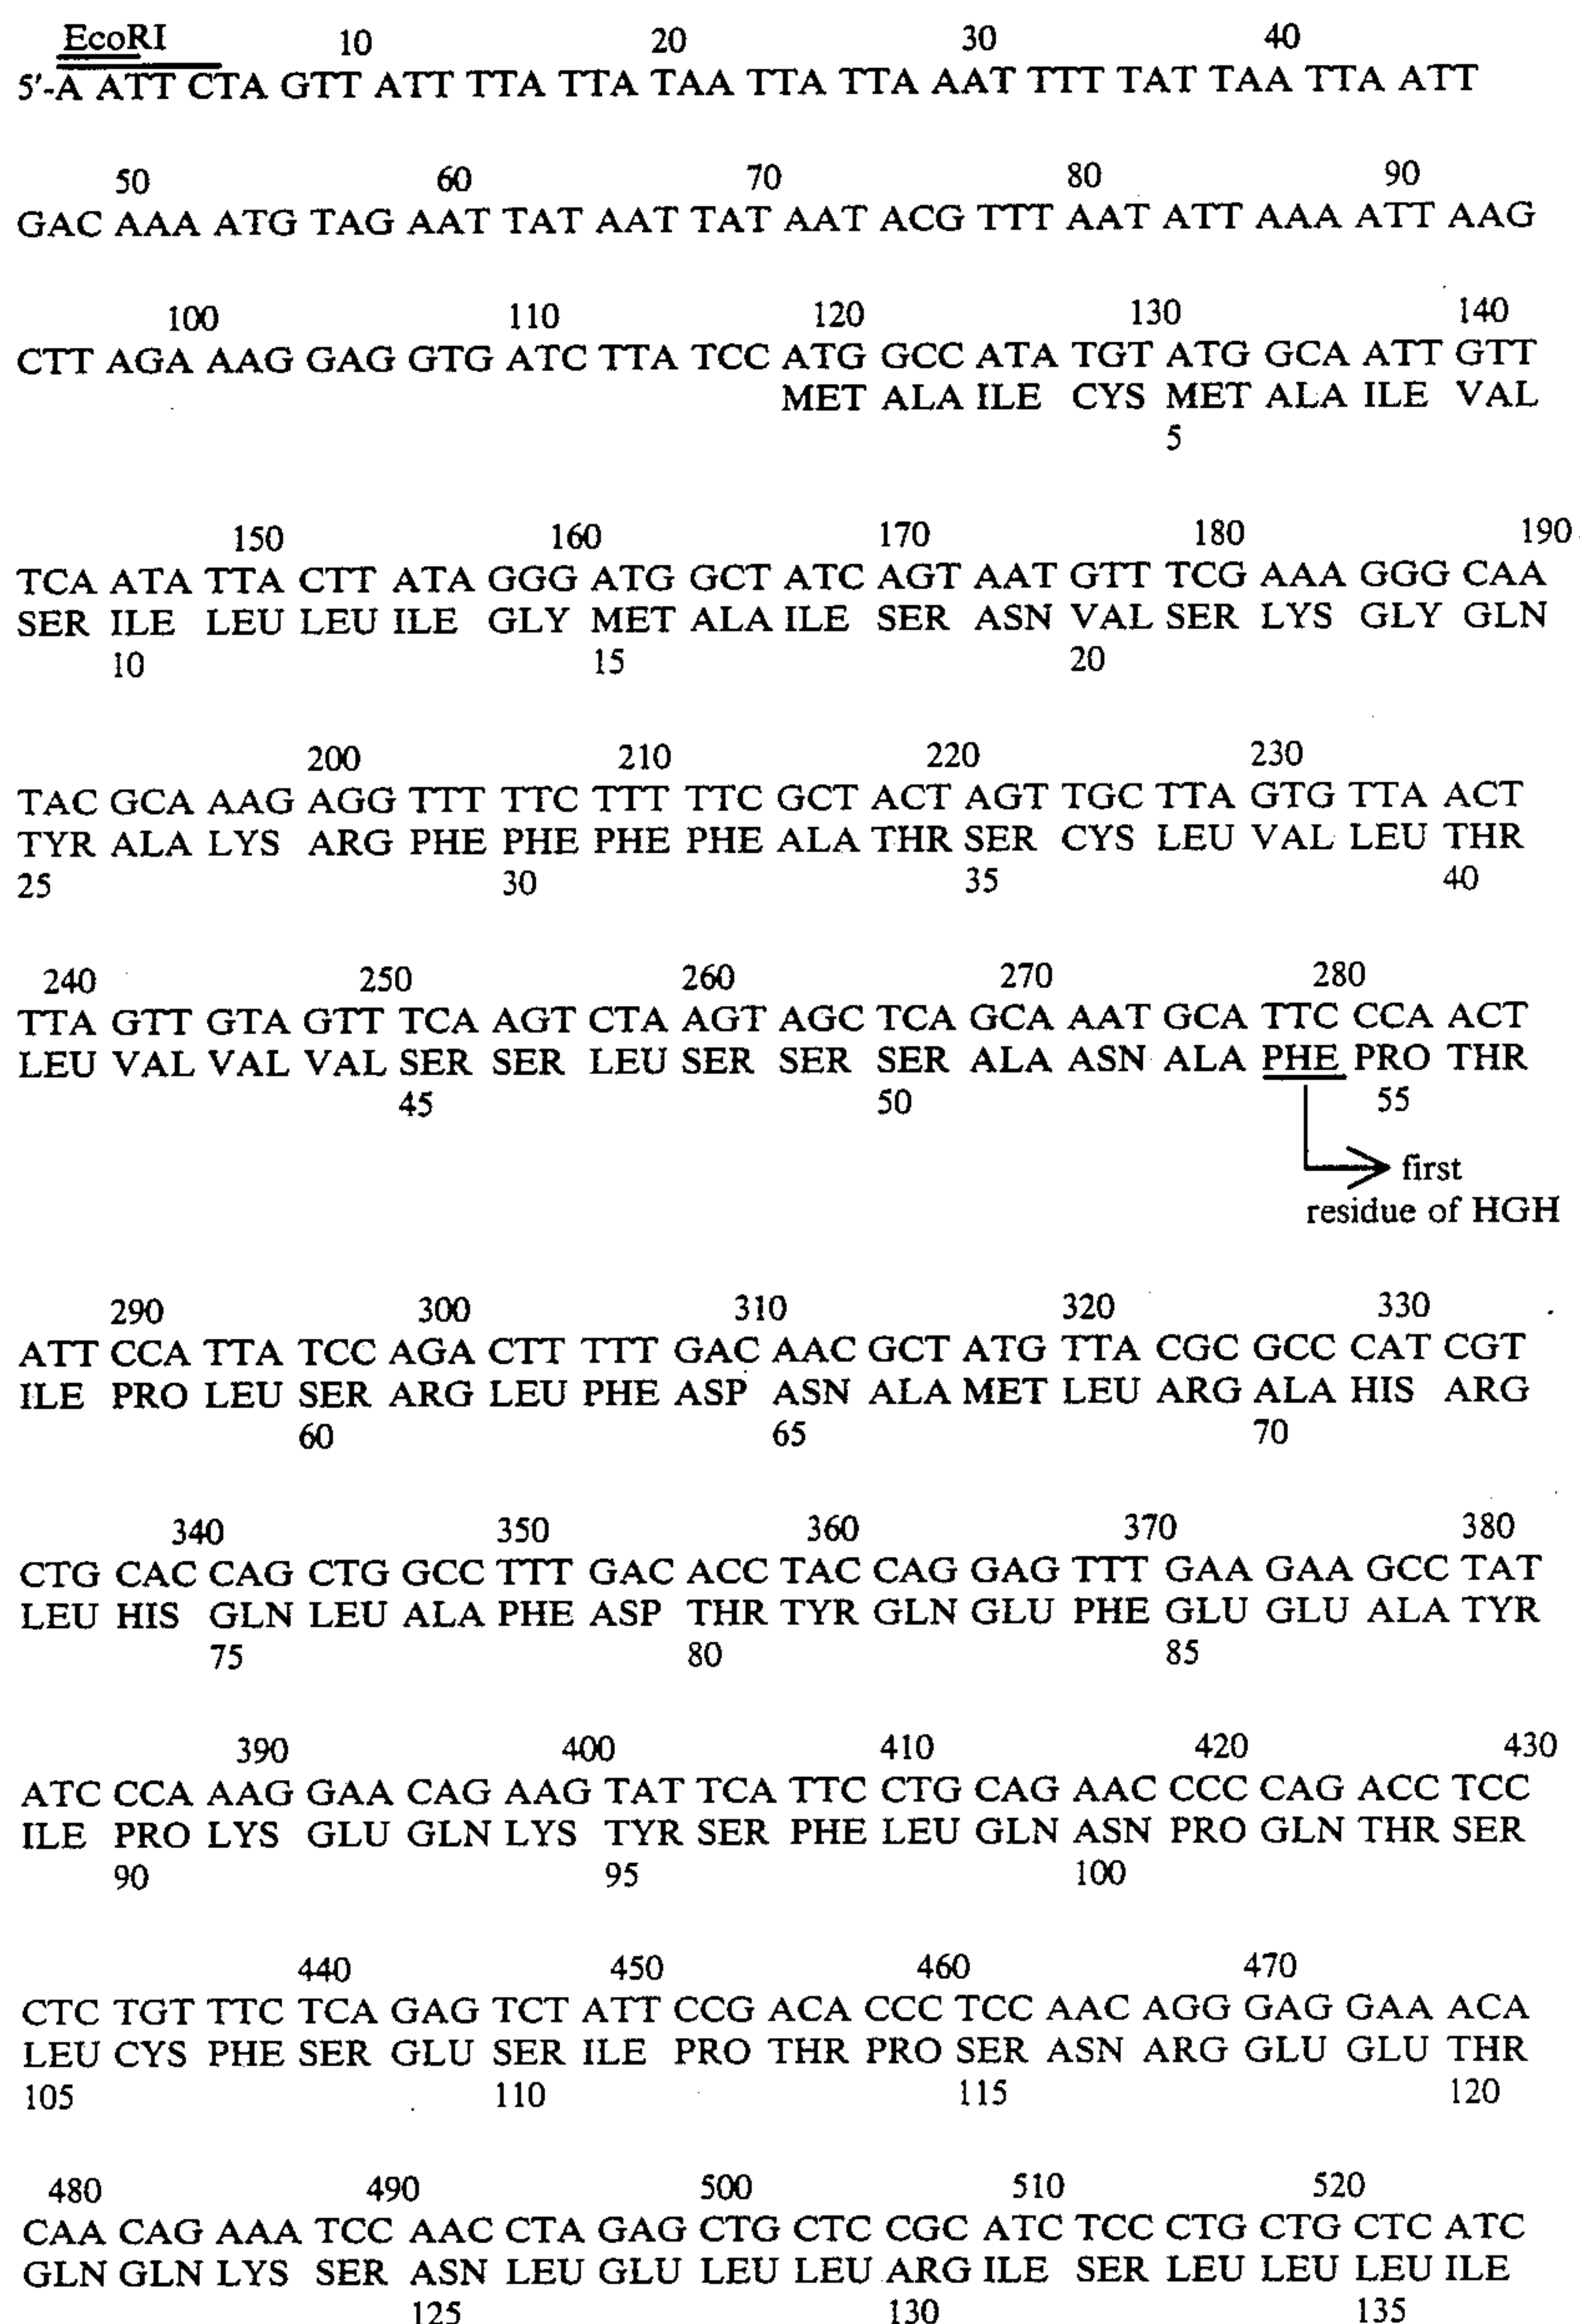 EcoRI 10 20 30 40
5'-A ATT CTA GTT ATT TTA TTA TAA TTA TTA AAT TTT TAT TAA TTA ATT
50 60 70 80 90
GAC AAA ATG TAG AAT TAT AAT TAT AAT ACG TTT AAT ATT AAA ATT AAG
100 110 120 130 140
CTT AGA AAG GAG GTG ATC TTA TCC ATG GCC ATA TGT ATG GCA ATT GTT
MET ALA ILE CYS MET ALA ILE VAL
5
150 160 170 180 190
TCA ATA TTA CTT ATA GGG ATG GCT ATC AGT AAT GTT TCG AAA GGG CAA
SER ILE LEU LEU ILE GLY MET ALA ILE SER ASN VAL SER LYS GLY GLN
10 15 20
200 210 220 230
TAC GCA AAG AGG TTT TTC TTT TTC GCT ACT AGT TGC TTA GTG TTA ACT
TYR ALA LYS ARG PHE PHE PHE PHE ALA THR SER CYS LEU VAL LEU THR
25 30 35 40
240 250 260 270 280
TTA GTT GTA GTT TCA AGT CTA AGT AGC TCA GCA AAT GCA TTC CCA ACT
LEU VAL VAL VAL SER SER LEU SER SER SER ALA ASN ALA PHE PRO THR
45 50 55
first
residue of HGH
290 300 310 320 330
ATT CCA TTA TCC AGA CTT TTT GAC AAC GCT ATG TTA CGC GCC CAT CGT
ILE PRO LEU SER ARG LEU PHE ASP ASN ALA MET LEU ARG ALA HIS ARG
60 65 70
340 350 360 370 380
CTG CAC CAG CTG GCC TTT GAC ACC TAC CAG GAG TTT GAA GAA GCC TAT
LEU HIS GLN LEU ALA PHE ASP THR TYR GLN GLU PHE GLU GLU ALA TYR
75 80 85
390 400 410 420 430
ATC CCA AAG GAA CAG AAG TAT TCA TTC CTG CAG AAC CCC CAG ACC TCC
ILE PRO LYS GLU GLN LYS TYR SER PHE LEU GLN ASN PRO GLN THR SER
90 95 100
440 450 460 470
CTC TGT TTC TCA GAG TCT ATT CCG ACA CCC TCC AAC AGG GAG GAA ACA
LEU CYS PHE SER GLU SER ILE PRO THR PRO SER ASN ARG GLU GLU THR
105 110 115 120
480 490 500 510 520
CAA CAG AAA TCC AAC CTA GAG CTG CTC CGC ATC TCC CTG CTG CTC ATC
GLN GLN LYS SER ASN LEU GLU LEU LEU ARG ILE SER LEU LEU LEU ILE
125 130 135